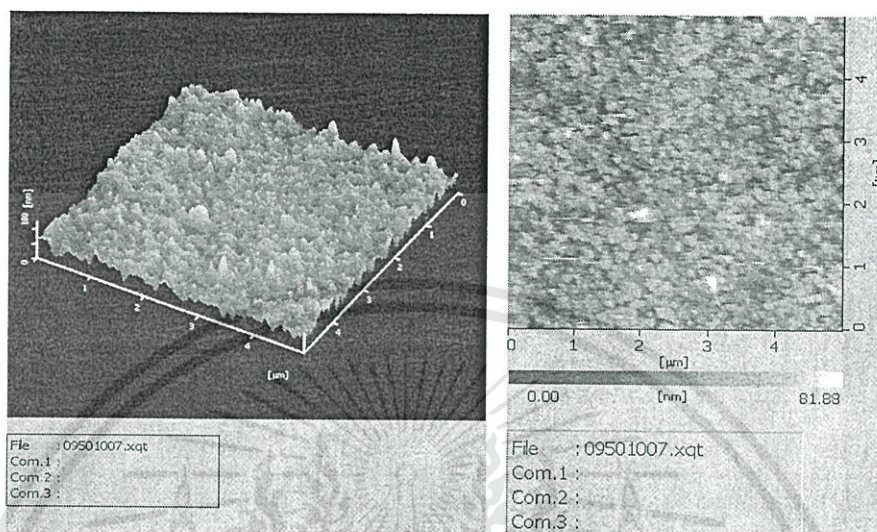 100 [nm]
0
1
2
3
4
[µm]
4
3
2
1
0
File : 09501007.xqt
Com.1 :
Com.2 :
Com.3 :
[µm]
4
3
2
1
0
0 1 2 3 4
[µm]
0.00 [nm] 81.83
File : 09501007.xqt
Com.1 :
Com.2 :
Com.3 :